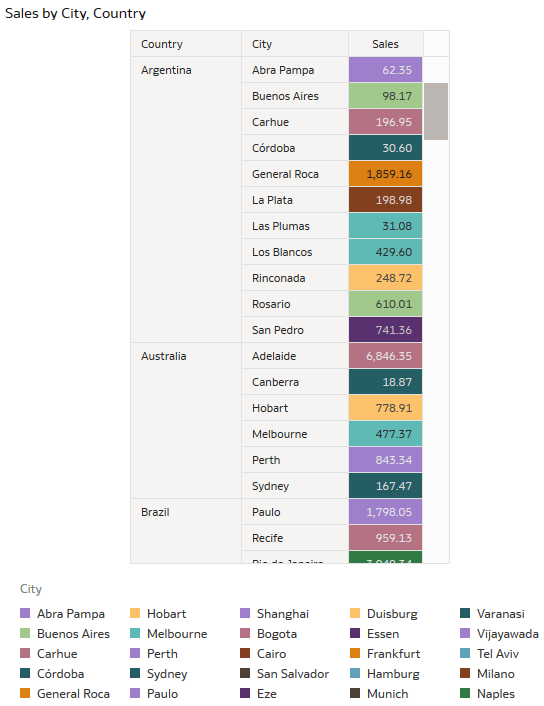 Sales by City, Country
Country City Sales
Argentina Abra Pampa 62.35
Buenos Aires 98.17
Carhue 196.95
Córdoba 30.60
General Roca 1,859.16
La Plata 198.98
Las Plumas 31.08
Los Blancos 429.60
Rinconada 248.72
Rosario 610.01
San Pedro 741.36
Australia Adelaide 6,846.35
Canberra 18.87
Hobart 778.91
Melbourne 477.37
Perth 843.34
Sydney 167.47
Brazil Paulo 1,798.05
Recife 959.13
City
Abra Pampa Hobart Shanghai Duisburg Varanasi
Buenos Aires Melbourne Bogota Essen Vijayawada
Carhue Perth Cairo Frankfurt Tel Aviv
Córdoba Sydney San Salvador Hamburg Milano
General Roca Paulo Eze Munich Naples